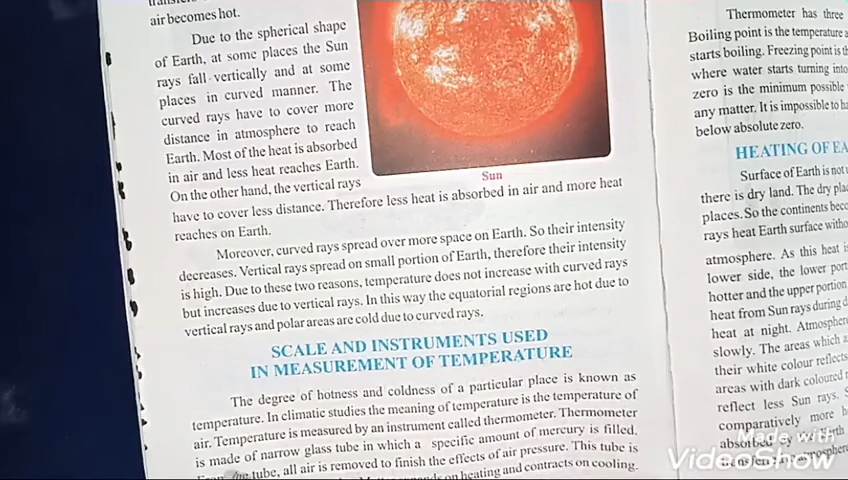 air becomes hot.
Due to the spherical shape
of Earth, at some places the Sun
rays fall vertically and at some
places in curved manner. The
curved rays have to cover more
distance in atmosphere to reach
Earth. Most of the heat is absorbed
in air and less heat reaches Earth.
On the other hand, the vertical rays
Sun
have to cover less distance. Therefore less heat is absorbed in air and more heat
reaches on Earth.
Moreover, curved rays spread over more space on Earth. So their intensity
decreases. Vertical rays spread on small portion of Earth, therefore their intensity
is high. Due to these two reasons, temperature does not increase with curved rays
but increases due to vertical rays. In this way the equatorial regions are hot due to
vertical rays and polar areas are cold due to curved rays.
SCALE AND INSTRUMENTS USED
IN MEASUREMENT OF TEMPERATURE
The degree of hotness and coldness of a particular place is known as
temperature. In climatic studies the meaning of temperature is the temperature of
air. Temperature is measured by an instrument called thermometer. Thermometer
is made of narrow glass tube in which a specific amount of mercury is filled.
From the tube, all air is removed to finish the effects of air pressure. This tube is
on heating and contracts on cooling.
Thermometer has three
Boiling point is the temperature
starts boiling. Freezing point is
where water starts turning into
zero is the minimum possible
any matter. It is impossible to
below absolute zero.
HEATING OF
Surface of Earth is not
there is dry land. The dry
places. So the continents
rays heat Earth surface
atmosphere. As this heat
lower side, the lower
hotter and the upper portion
heat from Sun rays during
heat at night.
slowly. The areas which
their white colour reflects
areas with dark coloured
reflect less Sun rays.
comparatively more
absorbed by
Made with
VideoShow